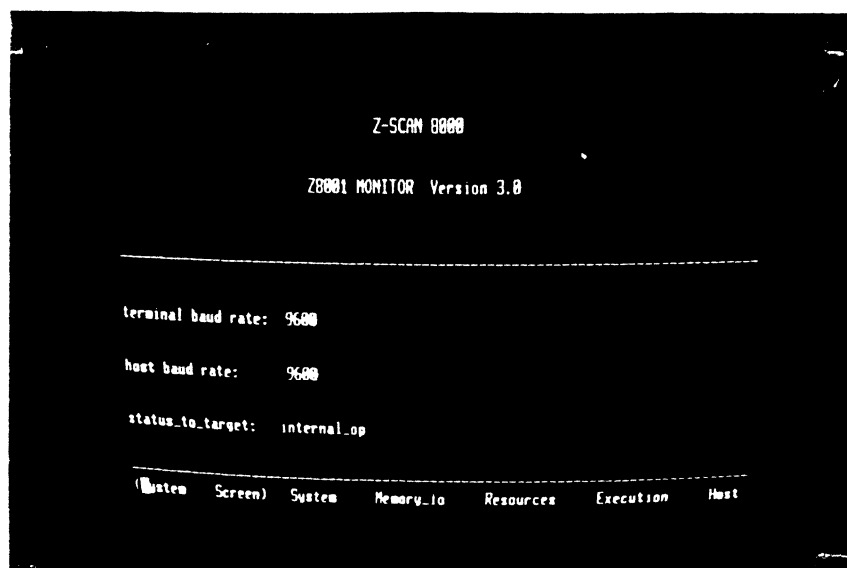 Z-SCAN 8000
Z8001 MONITOR Version 3.0
terminal baud rate: 9600
host baud rate: 9600
status_to_target: internal_op
(System Screen) System Memory_io Resources Execution Host